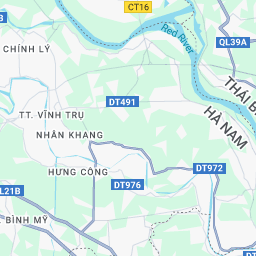 CT16
Red River
QL39A
CHÍNH LÝ
DT491
THÁI B
HÀ NAM
TT. VĨNH TRỤ
NHÂN KHANG
HƯNG CÔNG
DT972
DT976
L21B
BÌNH MỸ